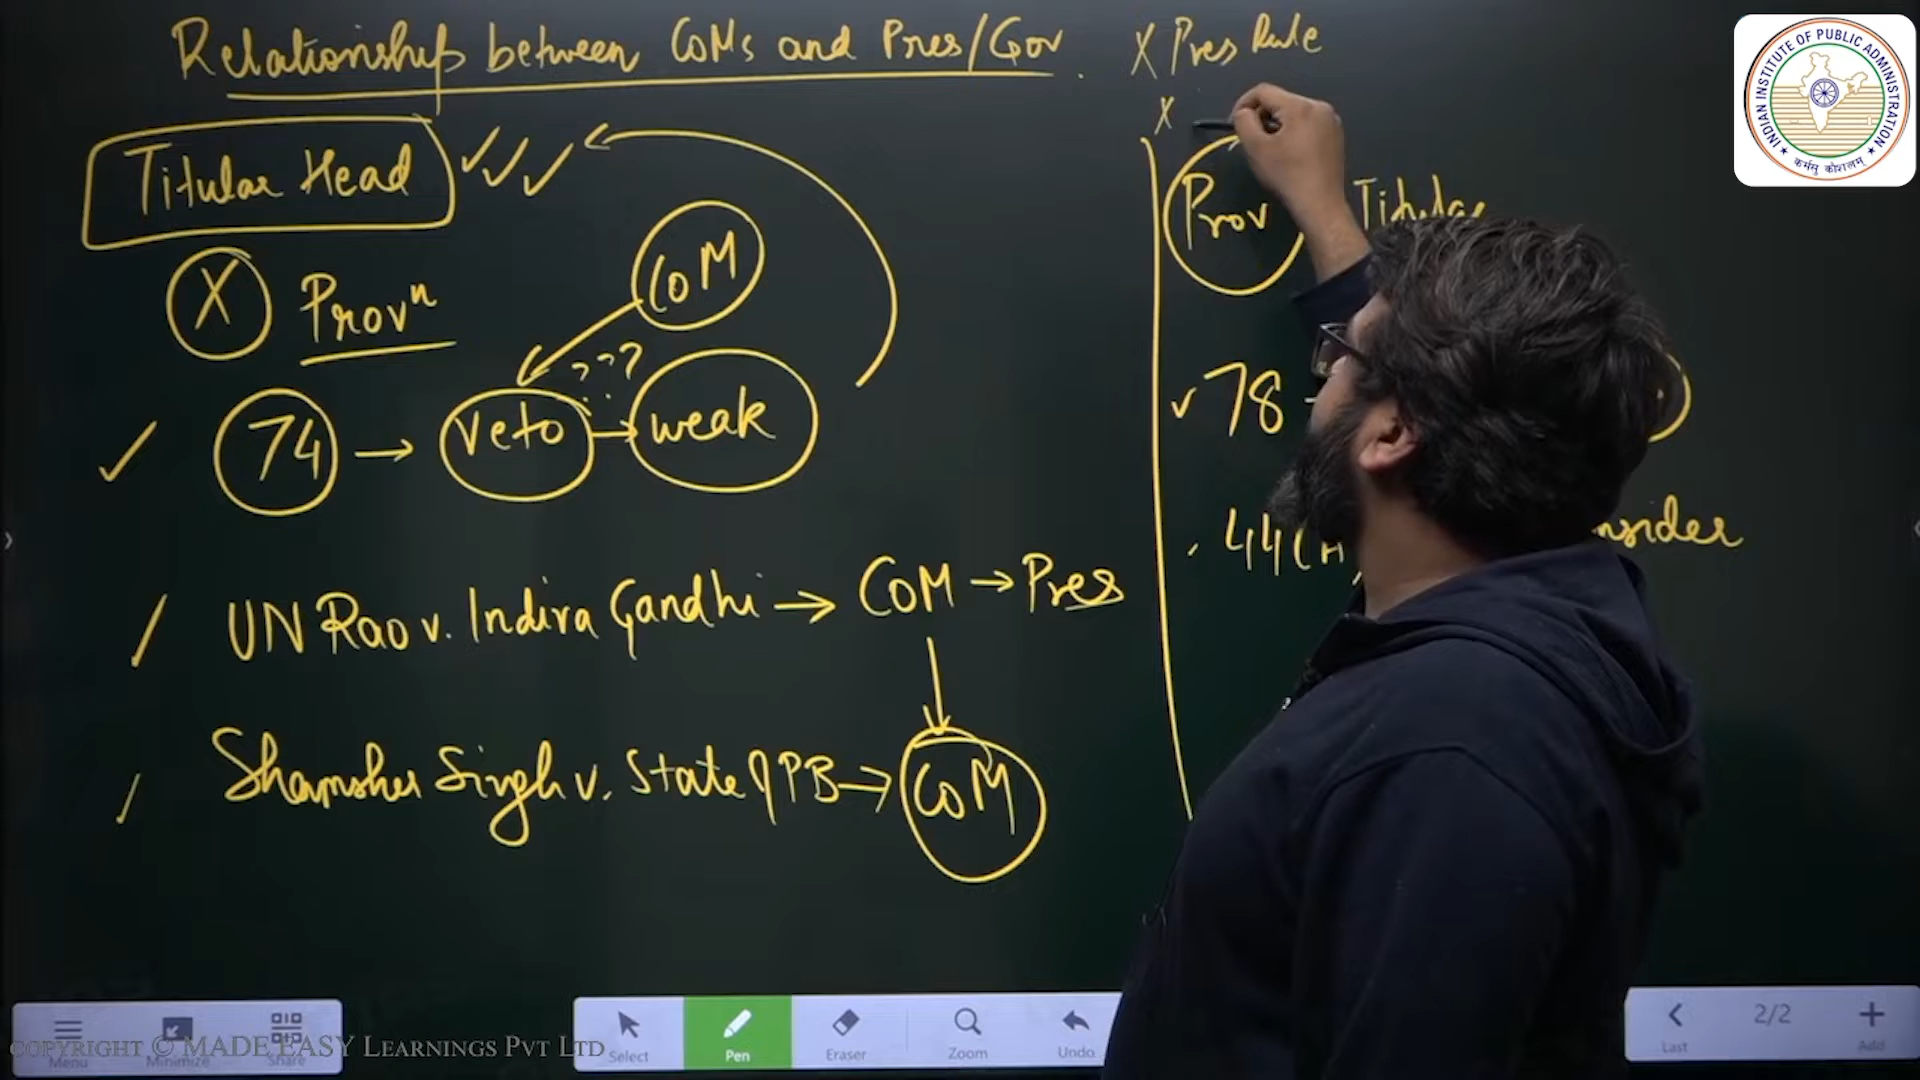 Relationship between CoMs and Pres/Gov.
Titular Head
X Provn
CoM
???
74 → veto → weak
UN Rao v. Indira Gandhi → CoM → Pres
Shamsher Singh v. State of PB → CoM
X Pres Rule
X
Prov Titular
78
44(A
nsider
INDIAN INSTITUTE OF PUBLIC ADMINISTRATION
कर्मसु कौशलम्
Menu
Minimize
Share
COPYRIGHT © MADE EASY LEARNINGS PVT LTD
Select
Pen
Eraser
Zoom
Undo
2/2
Last
Add